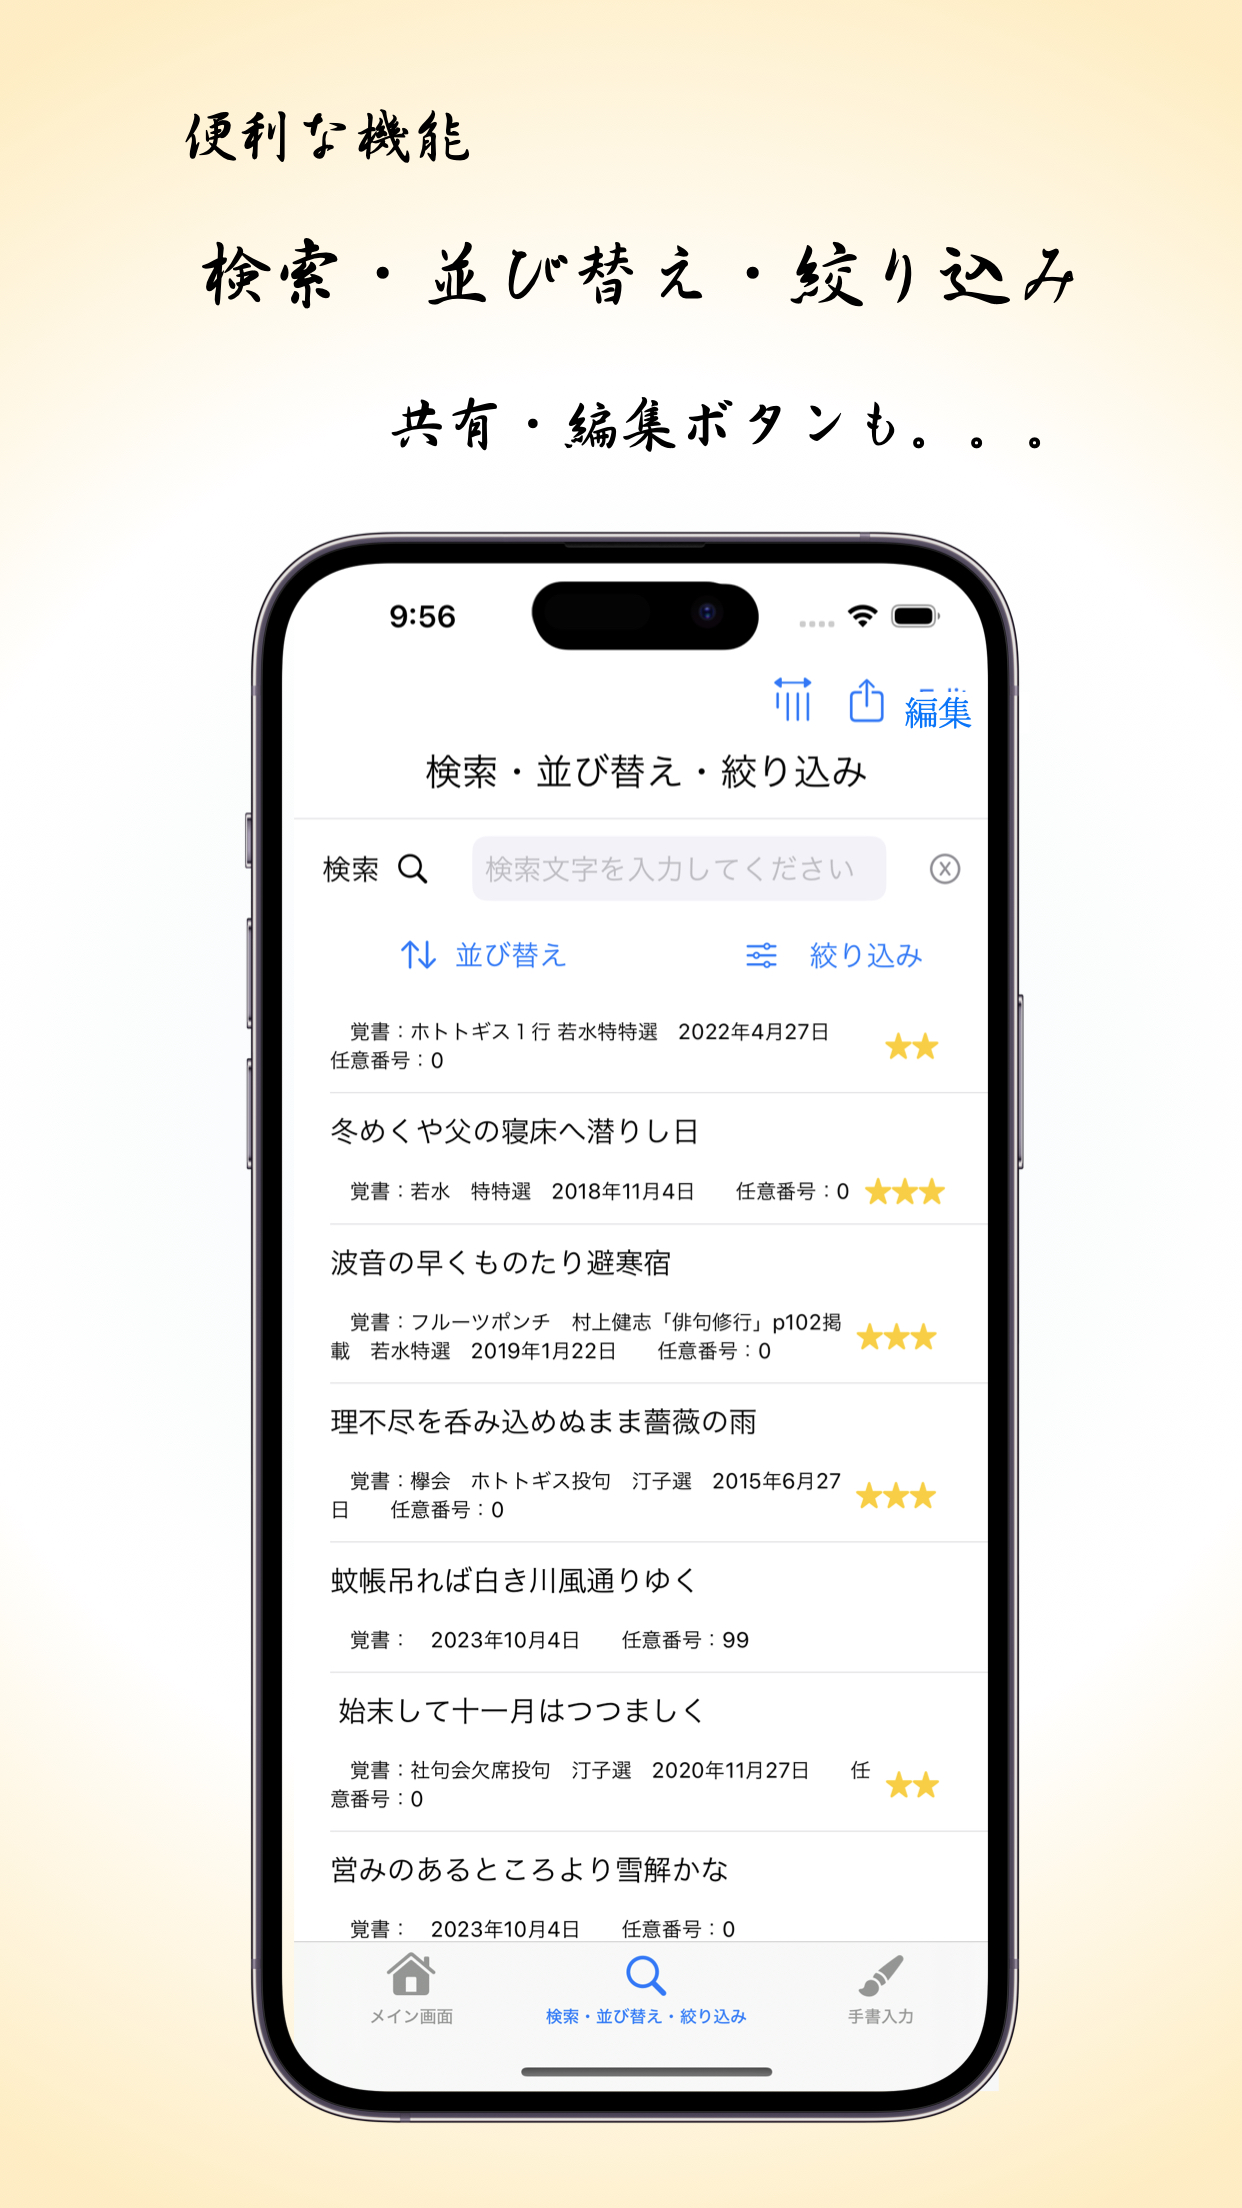 便利な機能
検索・並び替え・絞り込み
共有・編集ボタンも。。。
9:56
編集
検索・並び替え・絞り込み
検索
検索文字を入力してください
並び替え
絞り込み
覚書：ホトトギス１行 若水特特選　2022年4月27日
任意番号：0
冬めくや父の寝床へ潜りし日
覚書：若水　特特選　2018年11月4日　　任意番号：0
波音の早くものたり避寒宿
覚書：フルーツポンチ　村上健志「俳句修行」p102掲
載　若水特選　2019年1月22日　　任意番号：0
理不尽を呑み込めぬまま薔薇の雨
覚書：欅会　ホトトギス投句　汀子選　2015年6月27
日　　任意番号：0
蚊帳吊れば白き川風通りゆく
覚書：　2023年10月4日　　任意番号：99
始末して十一月はつつましく
覚書：社句会欠席投句　汀子選　2020年11月27日　　任
意番号：0
営みのあるところより雪解かな
覚書：　2023年10月4日　　任意番号：0
メイン画面
検索・並び替え・絞り込み
手書入力